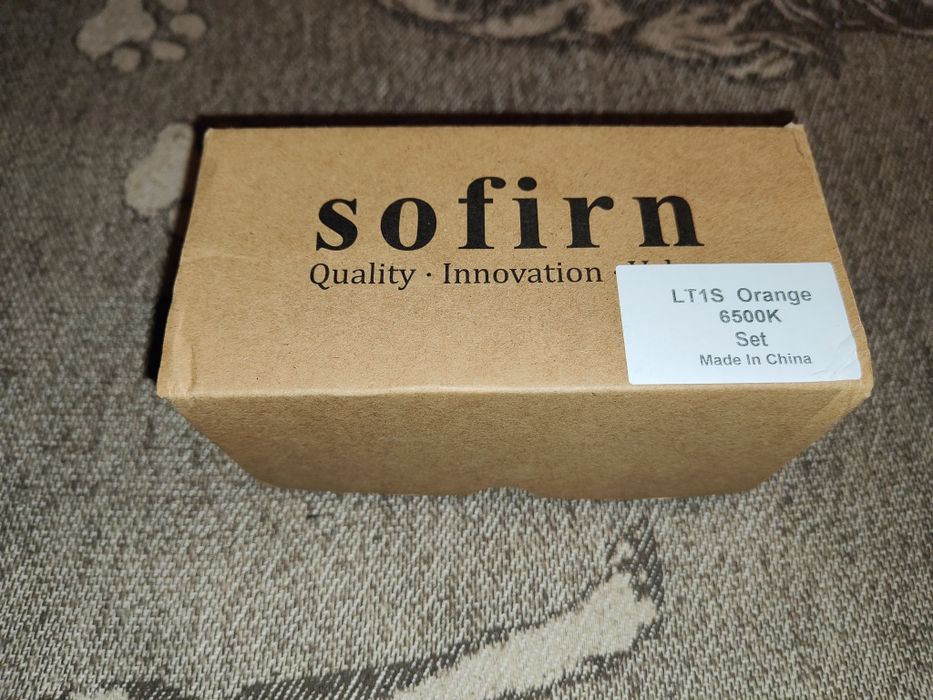 sofirn
Quality · Innovation ·
LT1S Orange
6500K
Set
Made In China